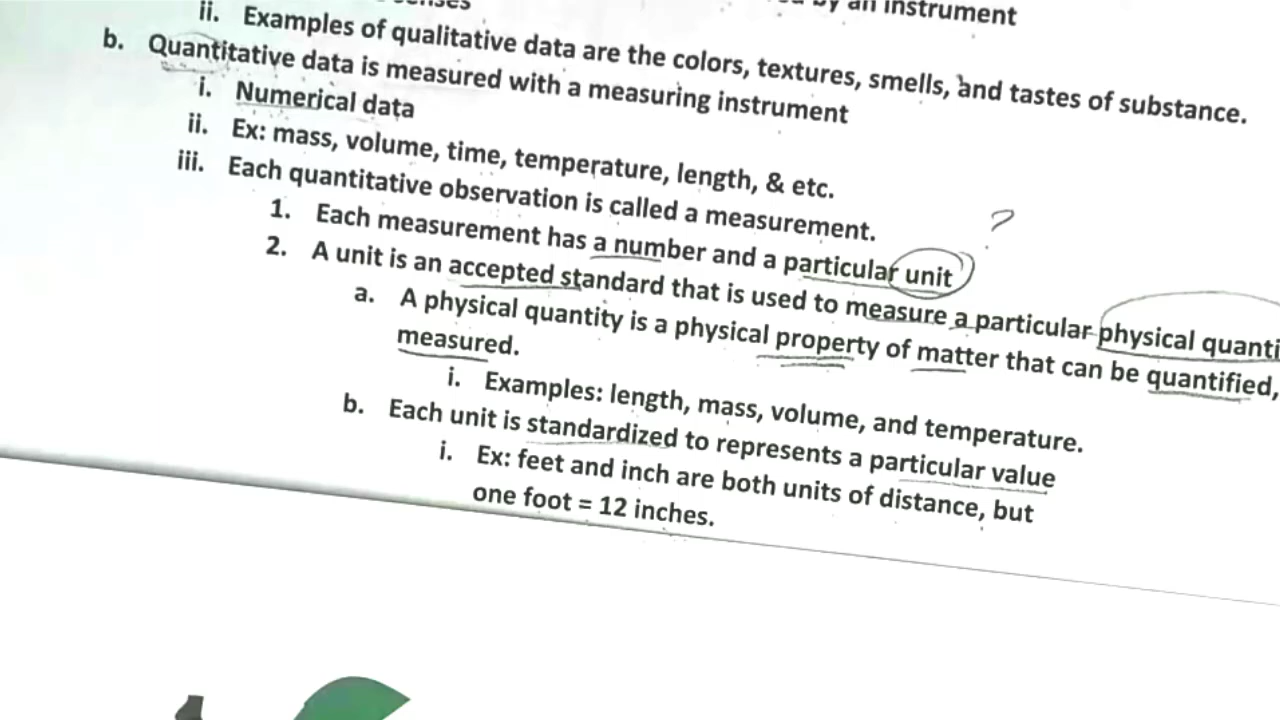 by an instrument
ii. Examples of qualitative data are the colors, textures, smells, and tastes of substance.
b. Quantitative data is measured with a measuring instrument
i. Numerical data
ii. Ex: mass, volume, time, temperature, length, & etc.
iii. Each quantitative observation is called a measurement.
?
1. Each measurement has a number and a particular unit
2. A unit is an accepted standard that is used to measure a particular physical quanti
a. A physical quantity is a physical property of matter that can be quantified,
measured.
i. Examples: length, mass, volume, and temperature.
b. Each unit is standardized to represents a particular value
i. Ex: feet and inch are both units of distance, but
one foot = 12 inches.